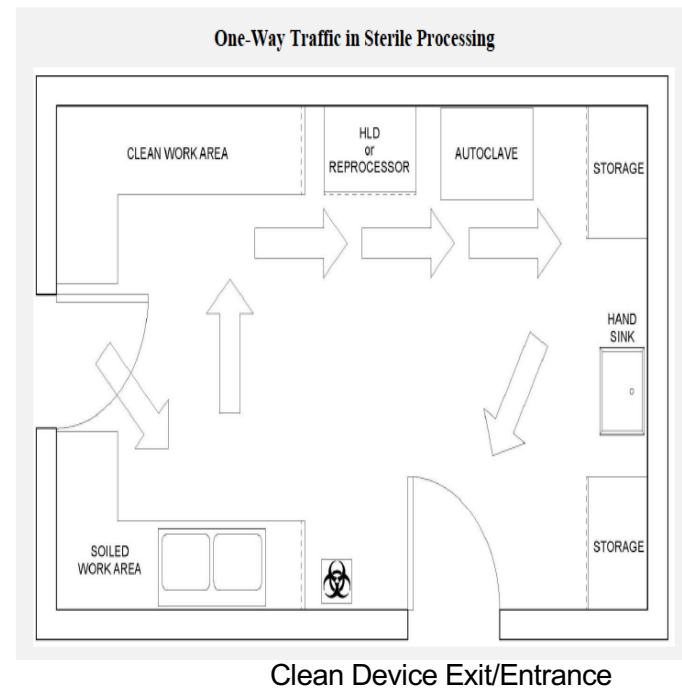 One-Way Traffic in Sterile Processing
CLEAN WORK AREA
HLD
or
REPROCESSOR
AUTOCLAVE
STORAGE
HAND
SINK
SOILED
WORK AREA
STORAGE
Clean Device Exit/Entrance